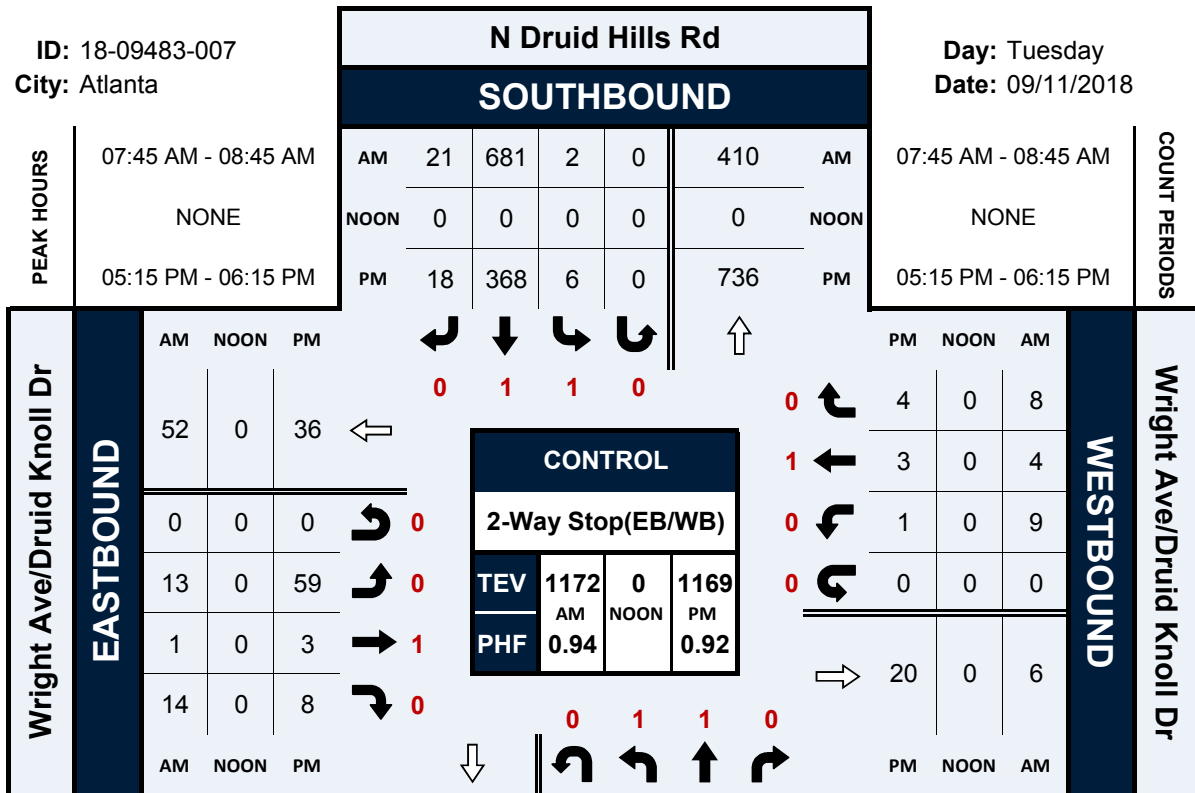 ID: 18-09483-007
City: Atlanta
N Druid Hills Rd
SOUTHBOUND
Day: Tuesday
Date: 09/11/2018
PEAK HOURS
07:45 AM - 08:45 AM
NONE
05:15 PM - 06:15 PM
AM 21 681 2 0 410 AM
NOON 0 0 0 0 0 NOON
PM 18 368 6 0 736 PM
07:45 AM - 08:45 AM
NONE
05:15 PM - 06:15 PM
COUNT PERIODS
0 1 1 0
Wright Ave/Druid Knoll Dr
EASTBOUND
AM NOON PM
52 0 36
0 0 0 0
13 0 59 0
1 0 3 1
14 0 8 0
AM NOON PM
CONTROL
2-Way Stop(EB/WB)
TEV 1172 0 1169
AM NOON PM
PHF 0.94 0.92
PM NOON AM
0 4 0 8
1 3 0 4
0 1 0 9
0 0 0 0
20 0 6
PM NOON AM
WESTBOUND
Wright Ave/Druid Knoll Dr
0 1 1 0